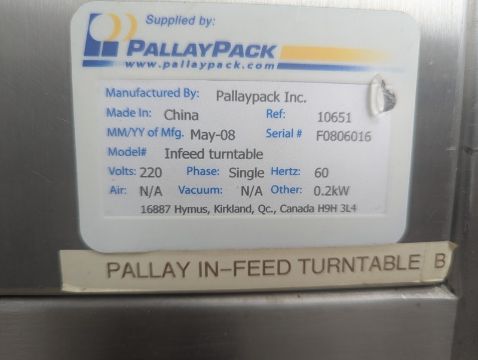 Supplied by:
PALLAYPACK
www.pallaypack.com
Manufactured By: Pallaypack Inc.
Made In: China Ref: 10651
MM/YY of Mfg. May-08 Serial # F0806016
Model# Infeed turntable
Volts: 220 Phase: Single Hertz: 60
Air: N/A Vacuum: N/A Other: 0.2kW
16887 Hymus, Kirkland, Qc., Canada H9H 3L4
PALLAY IN-FEED TURNTABLE B